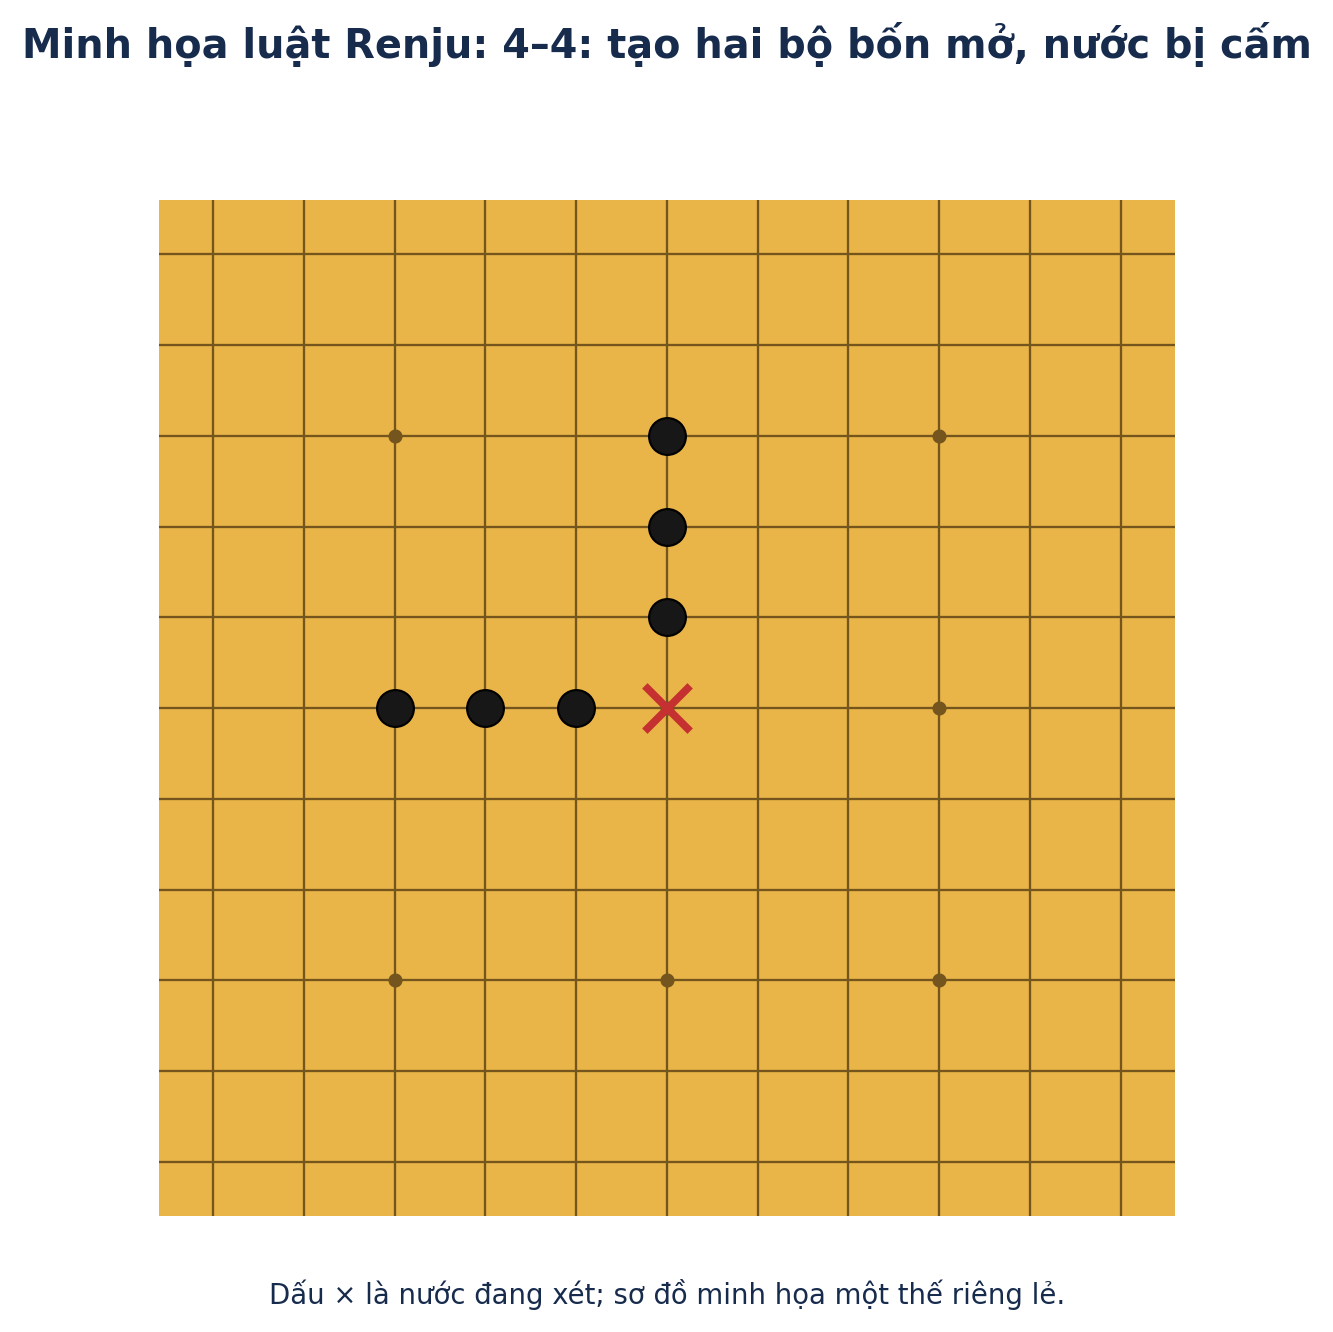 Minh họa luật Renju: 4–4: tạo hai bộ bốn mở, nước bị cấm
Dấu × là nước đang xét; sơ đồ minh họa một thế riêng lẻ.